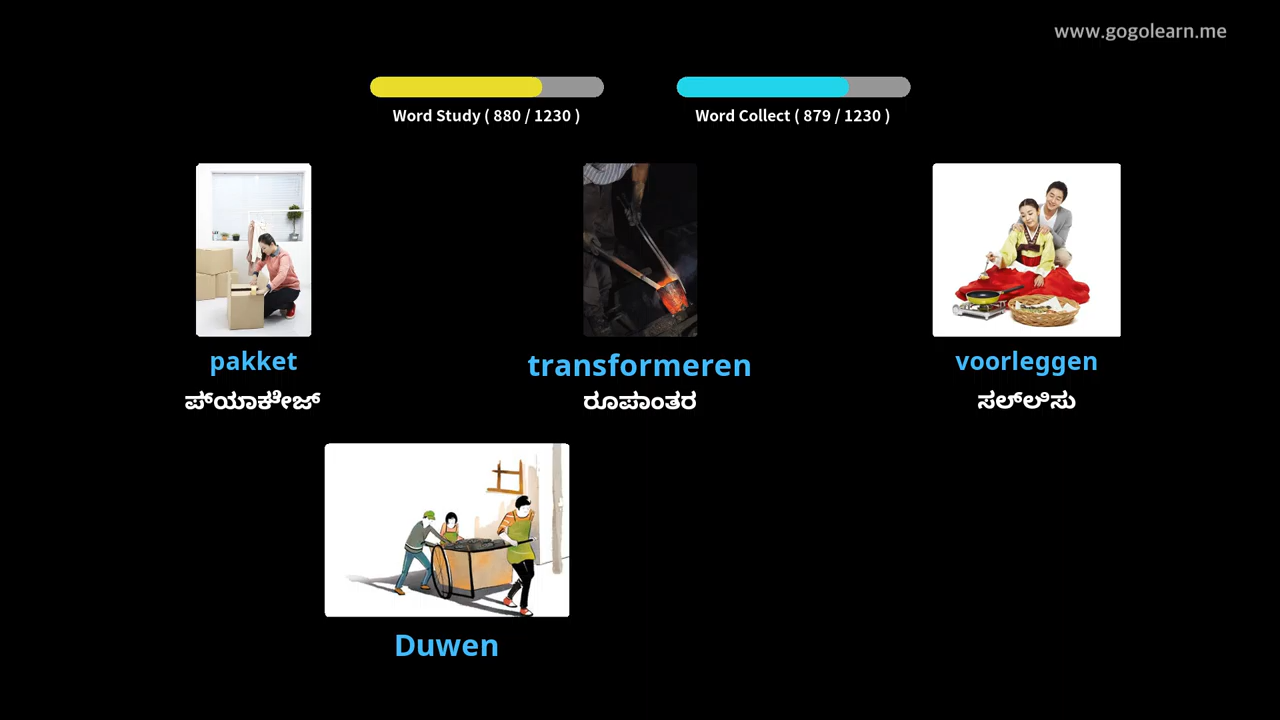 www.gogolearn.me
Word Study ( 880 / 1230 )
Word Collect ( 879 / 1230 )
pakket
transformeren
voorleggen
ಪ್ಯಾಕೇಜ್
ರೂಪಾಂತರ
ಸಲ್ಲಿಸು
Duwen